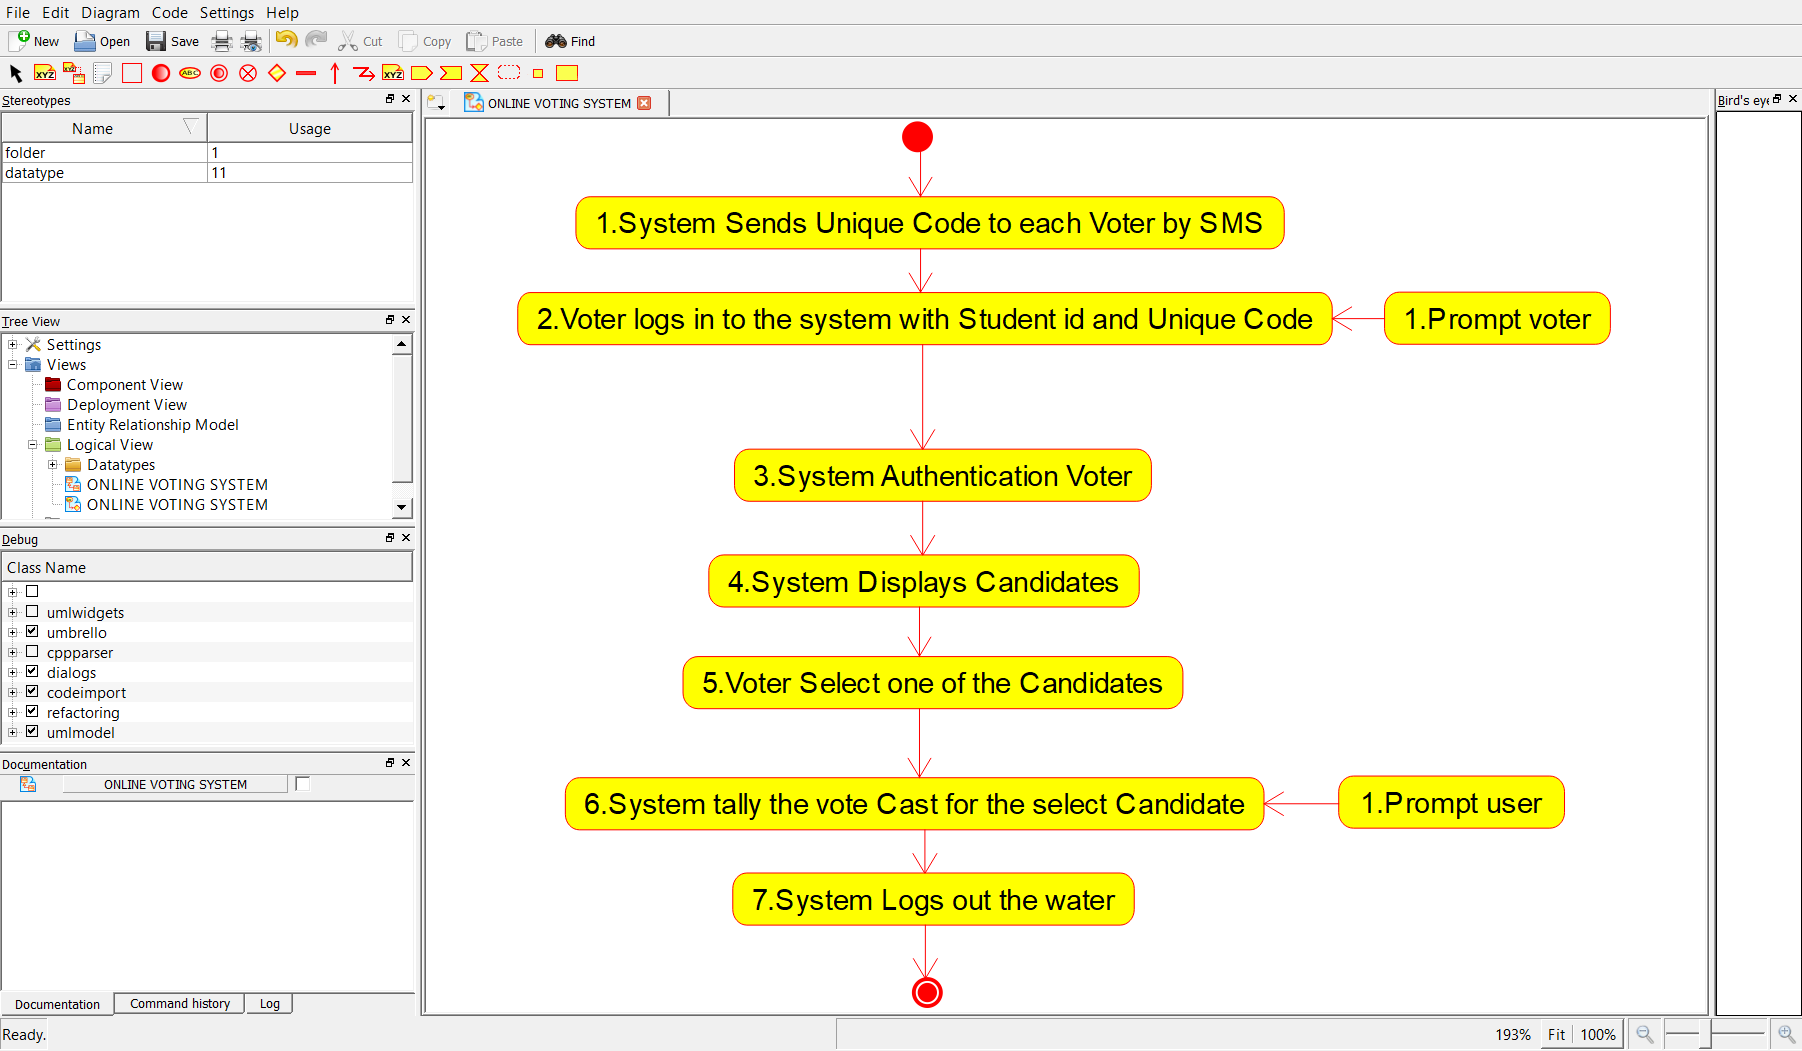 File Edit Diagram Code Settings Help
New Open Save Cut Copy Paste Find
XYZ XYZ ABC XYZ
Stereotypes
Name Usage
folder 1
datatype 11
Tree View
Settings
Views
Component View
Deployment View
Entity Relationship Model
Logical View
Datatypes
ONLINE VOTING SYSTEM
ONLINE VOTING SYSTEM
Debug
Class Name
umlwidgets
umbrello
cppparser
dialogs
codeimport
refactoring
umlmodel
Documentation
ONLINE VOTING SYSTEM
Documentation Command history Log
Ready.
ONLINE VOTING SYSTEM
1.System Sends Unique Code to each Voter by SMS
2.Voter logs in to the system with Student id and Unique Code
1.Prompt voter
3.System Authentication Voter
4.System Displays Candidates
5.Voter Select one of the Candidates
6.System tally the vote Cast for the select Candidate
1.Prompt user
7.System Logs out the water
Bird's eye
193% Fit 100%